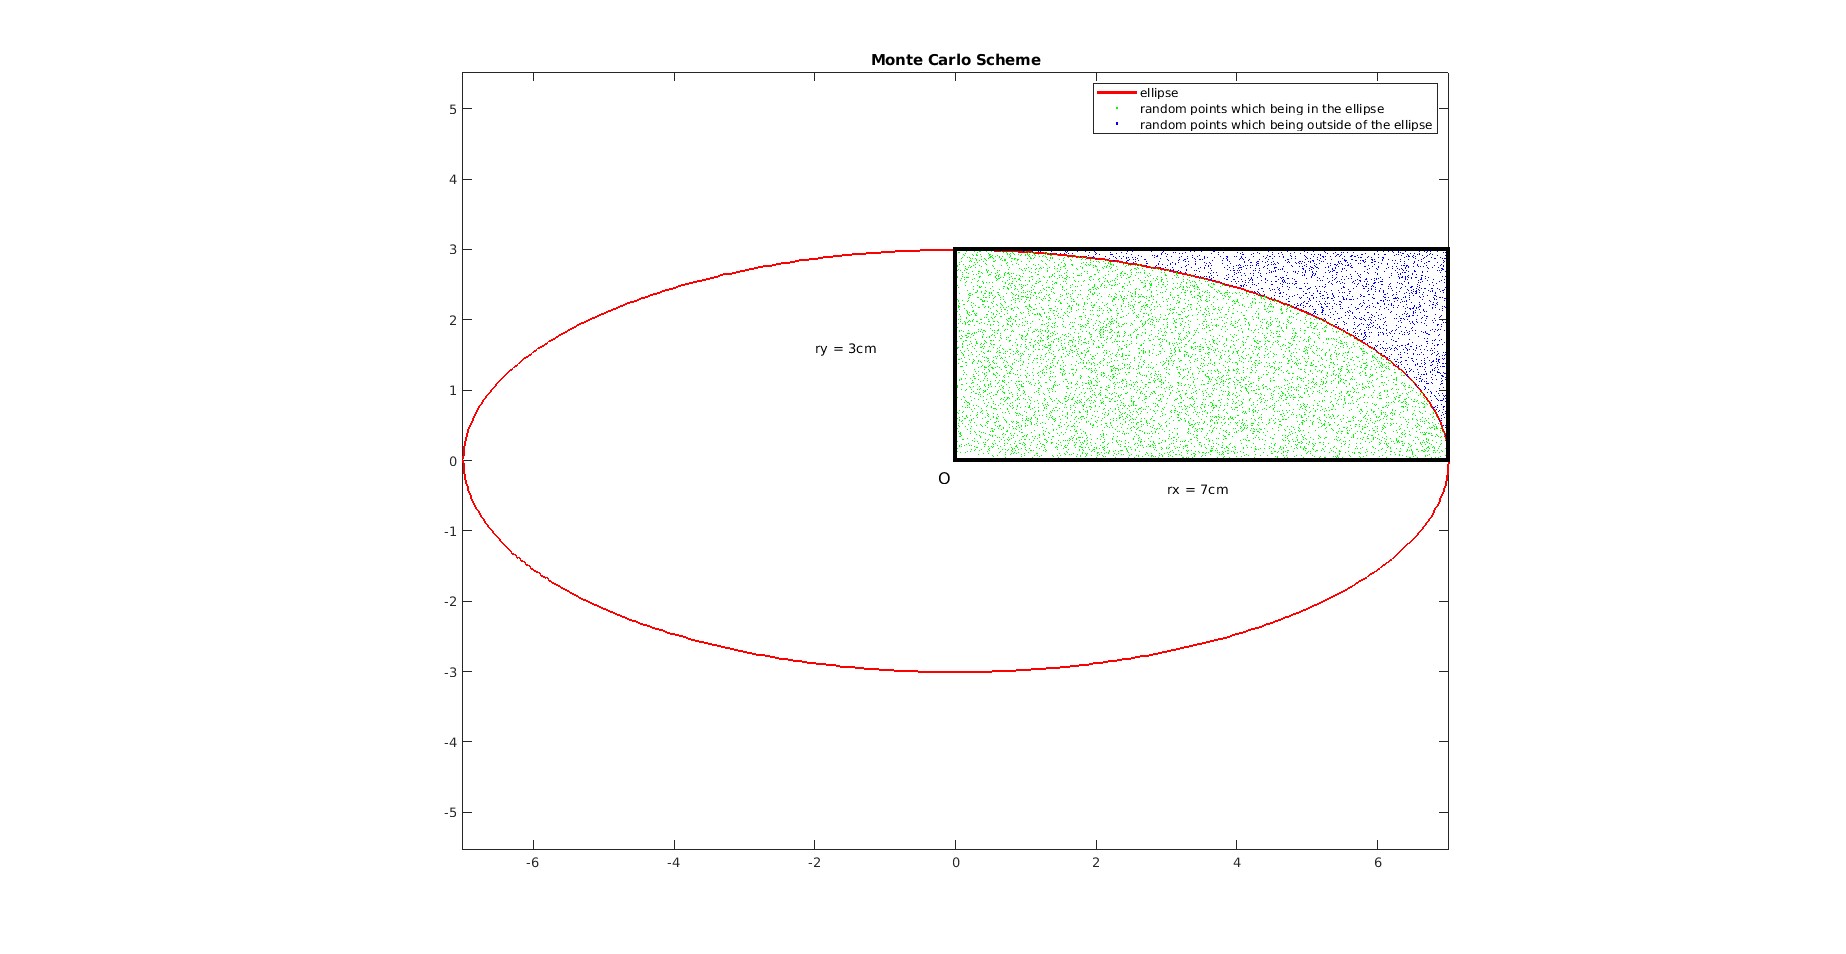 Monte Carlo Scheme
ellipse
random points which being in the ellipse
random points which being outside of the ellipse
5
4
3
2
1
0
-1
-2
-3
-4
-5
ry = 3cm
O
rx = 7cm
-6
-4
-2
0
2
4
6